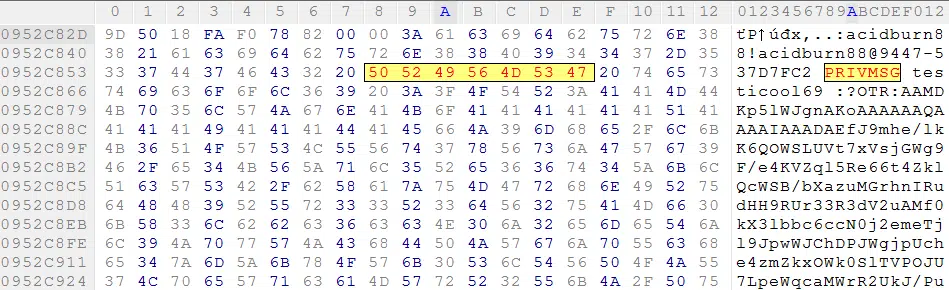 0 1 2 3 4 5 6 7 8 9 A B C D E F 10 11 12 0123456789ABCDEF012
0952C82D 9D 50 18 FA F0 78 82 00 00 3A 61 63 69 64 62 75 72 6E 38 ťP↑úđx‚..:acidburn8
0952C840 38 21 61 63 69 64 62 75 72 6E 38 38 40 39 34 34 37 2D 35 8!acidburn88@9447-5
0952C853 33 37 44 37 46 43 32 20 50 52 49 56 4D 53 47 20 74 65 73 37D7FC2 PRIVMSG tes
0952C866 74 69 63 6F 6F 6C 36 39 20 3A 3F 4F 54 52 3A 41 41 4D 44 ticool69 :?OTR:AAMD
0952C879 4B 70 35 6C 57 4A 67 6E 41 4B 6F 41 41 41 41 41 41 51 41 Kp5lWJgnAKoAAAAAAQA
0952C88C 41 41 41 49 41 41 41 44 41 45 66 4A 39 6D 68 65 2F 6C 6B AAAIAAADAEfJ9mhe/lk
0952C89F 4B 36 51 4F 57 53 4C 55 56 74 37 78 56 73 6A 47 57 67 39 K6QOWSLUVt7xVsjGWg9
0952C8B2 46 2F 65 34 4B 56 5A 71 6C 35 52 65 36 36 74 34 5A 6B 6C F/e4KVZql5Re66t4Zkl
0952C8C5 51 63 57 53 42 2F 62 58 61 7A 75 4D 47 72 68 6E 49 52 75 QcWSB/bXazuMGrhnIRu
0952C8D8 64 48 48 39 52 55 72 33 33 52 33 64 56 32 75 41 4D 66 30 dHH9RUr33R3dV2uAMf0
0952C8EB 6B 58 33 6C 62 62 63 36 63 63 4E 30 6A 32 65 6D 65 54 6A kX3lbbc6ccN0j2emeTj
0952C8FE 6C 39 4A 70 77 57 4A 43 68 44 50 4A 57 67 6A 70 55 63 68 l9JpwWJChDPJWgjpUch
0952C911 65 34 7A 6D 5A 6B 78 4F 57 6B 30 53 6C 54 56 50 4F 4A 55 e4zmZkxOWk0SlTVPOJU
0952C924 37 4C 70 65 57 71 63 61 4D 57 72 52 32 55 6B 4A 2F 50 75 7LpeWqcaMWrR2UkJ/Pu